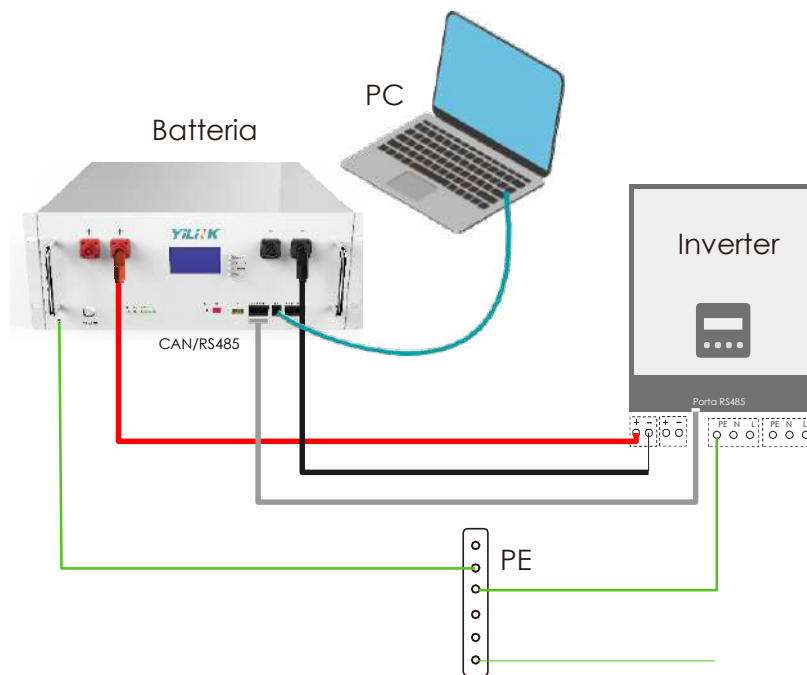 PC
Batteria
YiLiNK
Inverter
CAN/RS485
Porta RS485
+ − + −
PE N L PE N L
PE